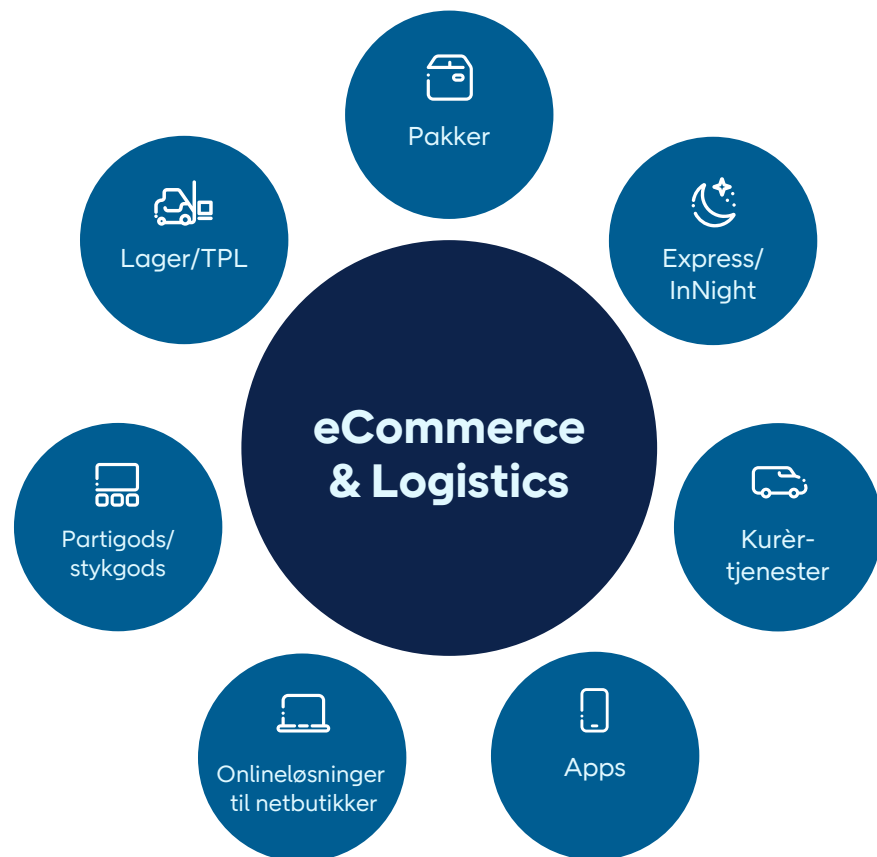 Pakker
Lager/TPL
Express/
InNight
eCommerce
& Logistics
Partigods/
stykgods
Kurèr-
tjenester
Onlineløsninger
til netbutikker
Apps